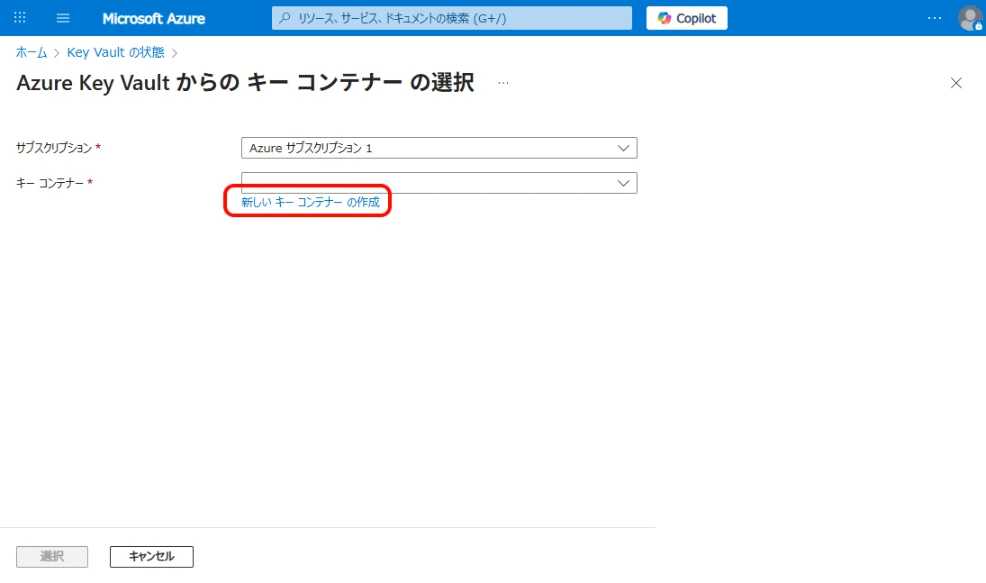 Microsoft Azure リソース、サービス、ドキュメントの検索 (G+/) Copilot
ホーム > Key Vault の状態 >
Azure Key Vault からの キー コンテナー の選択 ...
サブスクリプション * Azure サブスクリプション 1
キー コンテナー *
新しい キー コンテナー の作成
選択 キャンセル